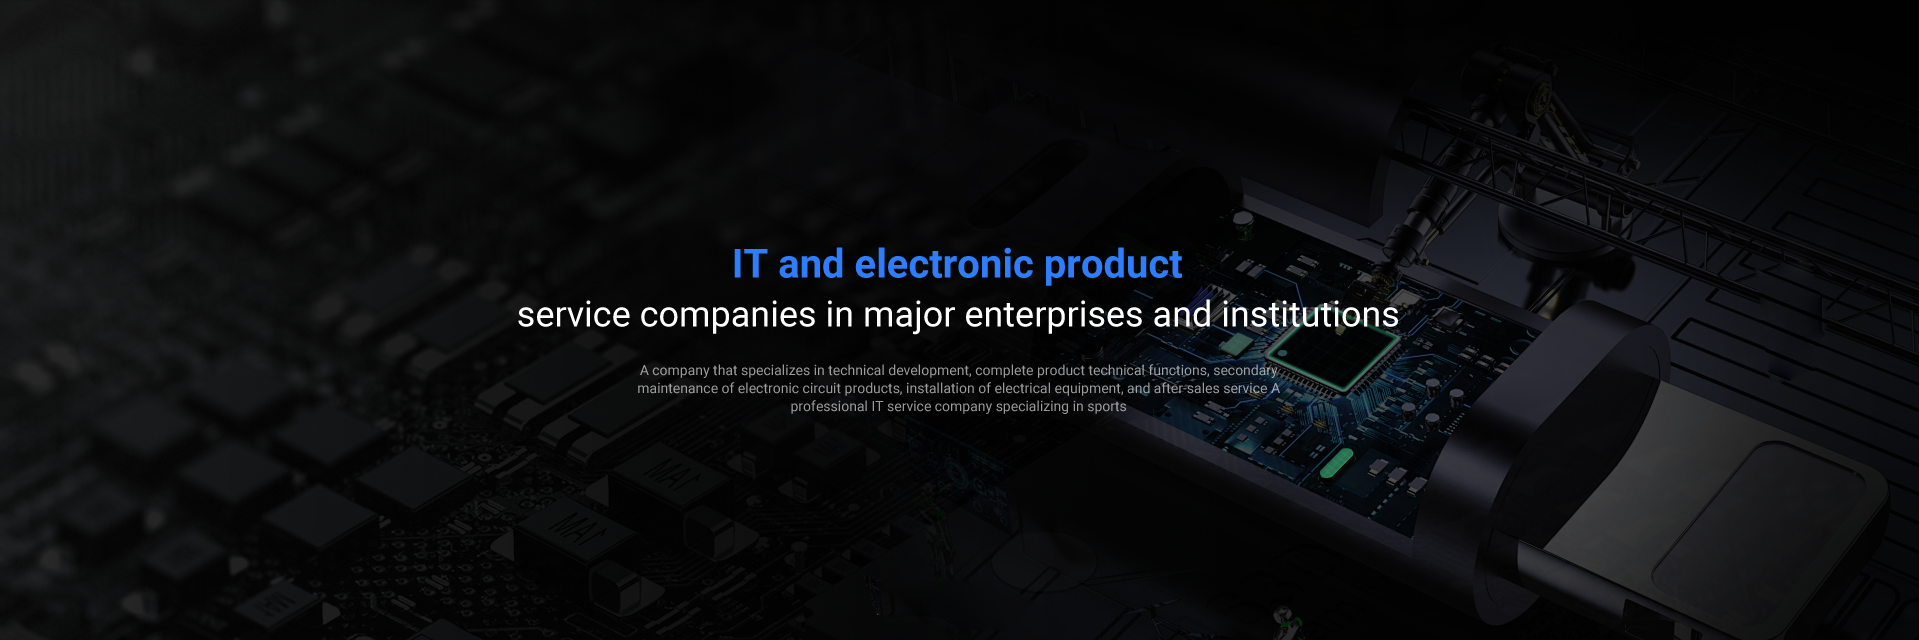 IT and electronic product
service companies in major enterprises and institutions
A company that specializes in technical development, complete product technical functions, secondary
maintenance of electronic circuit products, installation of electrical equipment, and after-sales service A
professional IT service company specializing in sports